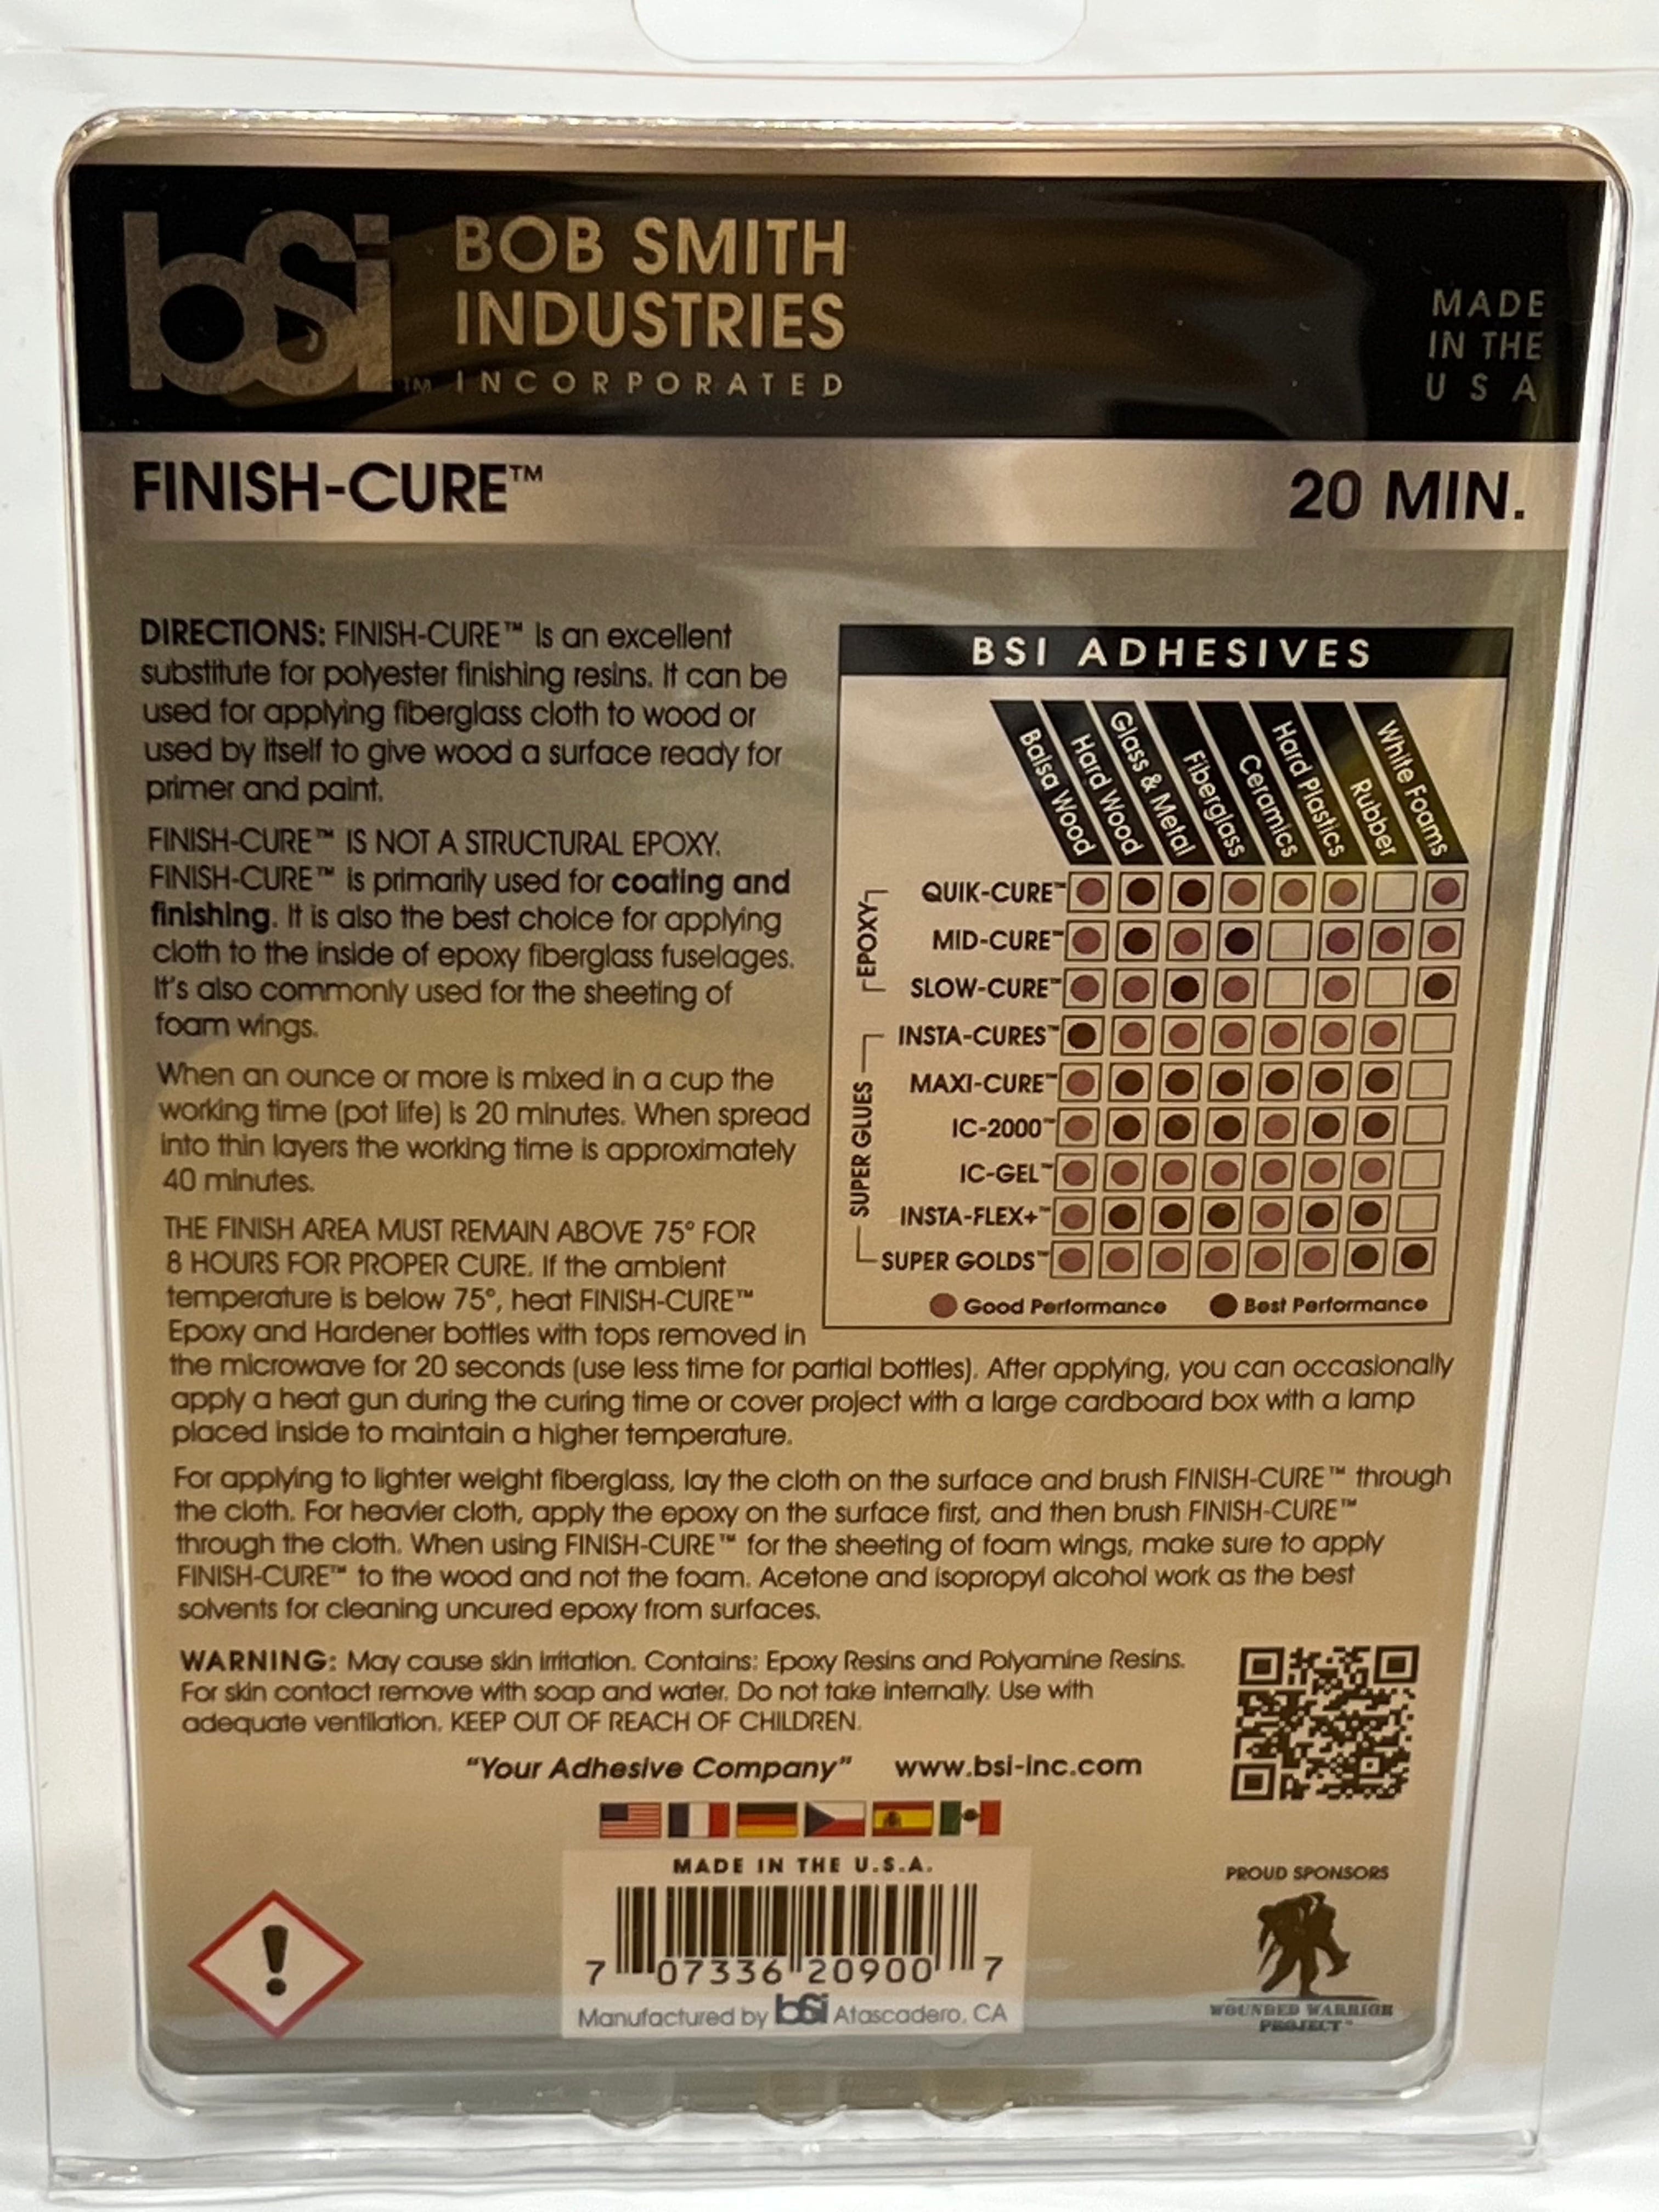 bsi BOB SMITH
INDUSTRIES
™ INCORPORATED
MADE
IN THE
USA
FINISH-CURE™ 20 MIN.
DIRECTIONS: FINISH-CURE™ is an excellent
substitute for polyester finishing resins. It can be
used for applying fiberglass cloth to wood or
used by itself to give wood a surface ready for
primer and paint.
FINISH-CURE™ IS NOT A STRUCTURAL EPOXY.
FINISH-CURE™ is primarily used for coating and
finishing. It is also the best choice for applying
cloth to the inside of epoxy fiberglass fuselages.
It's also commonly used for the sheeting of
foam wings.
When an ounce or more is mixed in a cup the
working time (pot life) is 20 minutes. When spread
into thin layers the working time is approximately
40 minutes.
THE FINISH AREA MUST REMAIN ABOVE 75° FOR
8 HOURS FOR PROPER CURE. If the ambient
temperature is below 75°, heat FINISH-CURE™
Epoxy and Hardener bottles with tops removed in
the microwave for 20 seconds (use less time for partial bottles). After applying, you can occasionally
apply a heat gun during the curing time or cover project with a large cardboard box with a lamp
placed inside to maintain a higher temperature.
BSI ADHESIVES
Balsa Wood
Hard Wood
Glass & Metal
Fiberglass
Ceramics
Hard Plastics
Rubber
White Foams
EPOXY
QUIK-CURE™
MID-CURE™
SLOW-CURE™
SUPER GLUES
INSTA-CURES™
MAXI-CURE™
IC-2000™
IC-GEL™
INSTA-FLEX+™
SUPER GOLDS™
Good Performance Best Performance
For applying to lighter weight fiberglass, lay the cloth on the surface and brush FINISH-CURE™ through
the cloth. For heavier cloth, apply the epoxy on the surface first, and then brush FINISH-CURE™
through the cloth. When using FINISH-CURE™ for the sheeting of foam wings, make sure to apply
FINISH-CURE™ to the wood and not the foam. Acetone and isopropyl alcohol work as the best
solvents for cleaning uncured epoxy from surfaces.
WARNING: May cause skin irritation. Contains: Epoxy Resins and Polyamine Resins.
For skin contact remove with soap and water. Do not take internally. Use with
adequate ventilation. KEEP OUT OF REACH OF CHILDREN.
"Your Adhesive Company" www.bsi-inc.com
MADE IN THE U.S.A.
7 07336 20900 7
Manufactured by bsi Atascadero, CA
PROUD SPONSORS
WOUNDED WARRIOR
PROJECT®